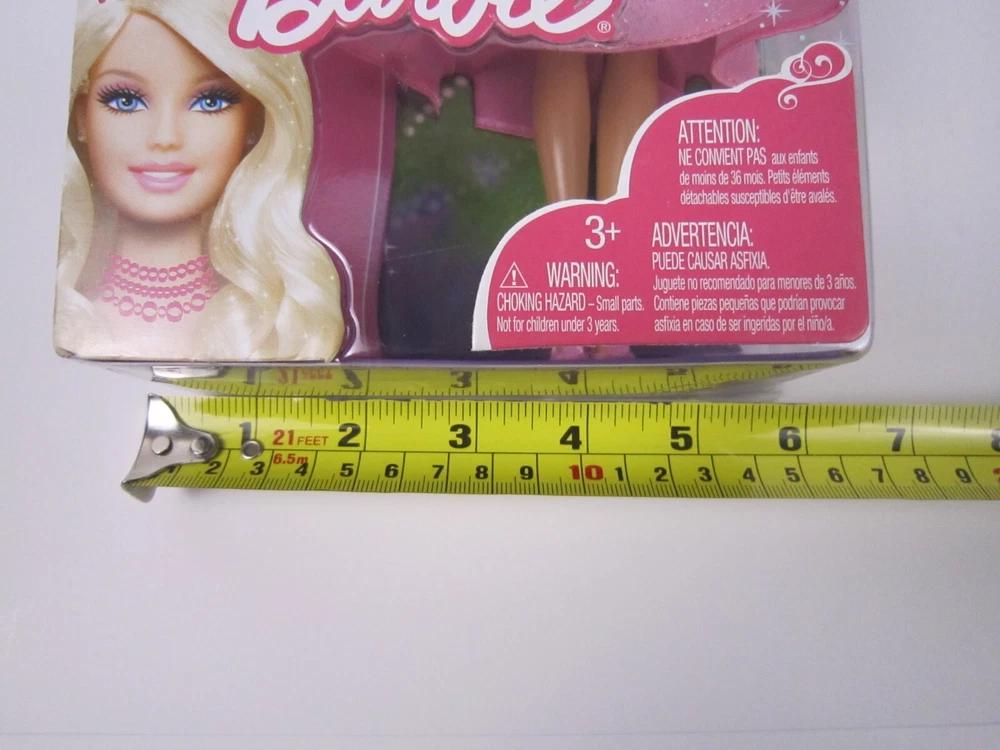 Barbie®
ATTENTION:
NE CONVIENT PAS aux enfants
de moins de 36 mois. Petits éléments
détachables susceptibles d'être avalés.
3+
WARNING:
CHOKING HAZARD – Small parts.
Not for children under 3 years.
ADVERTENCIA:
PUEDE CAUSAR ASFIXIA.
Juguete no recomendado para menores de 3 años.
Contiene piezas pequeñas que podrían provocar
asfixia en caso de ser ingeridas por el niño/a.
1 21 FEET 2 3 4 5 6 7 8
6.5m
1 2 3 4 5 6 7 8 9 10 1 2 3 4 5 6 7 8 9